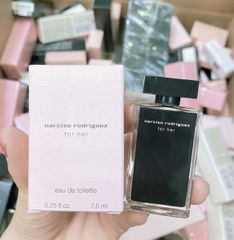 narciso rodriguez
for her
eau de toilette
0.25 fl.oz. 7.5 ml
narciso rodriguez
for her